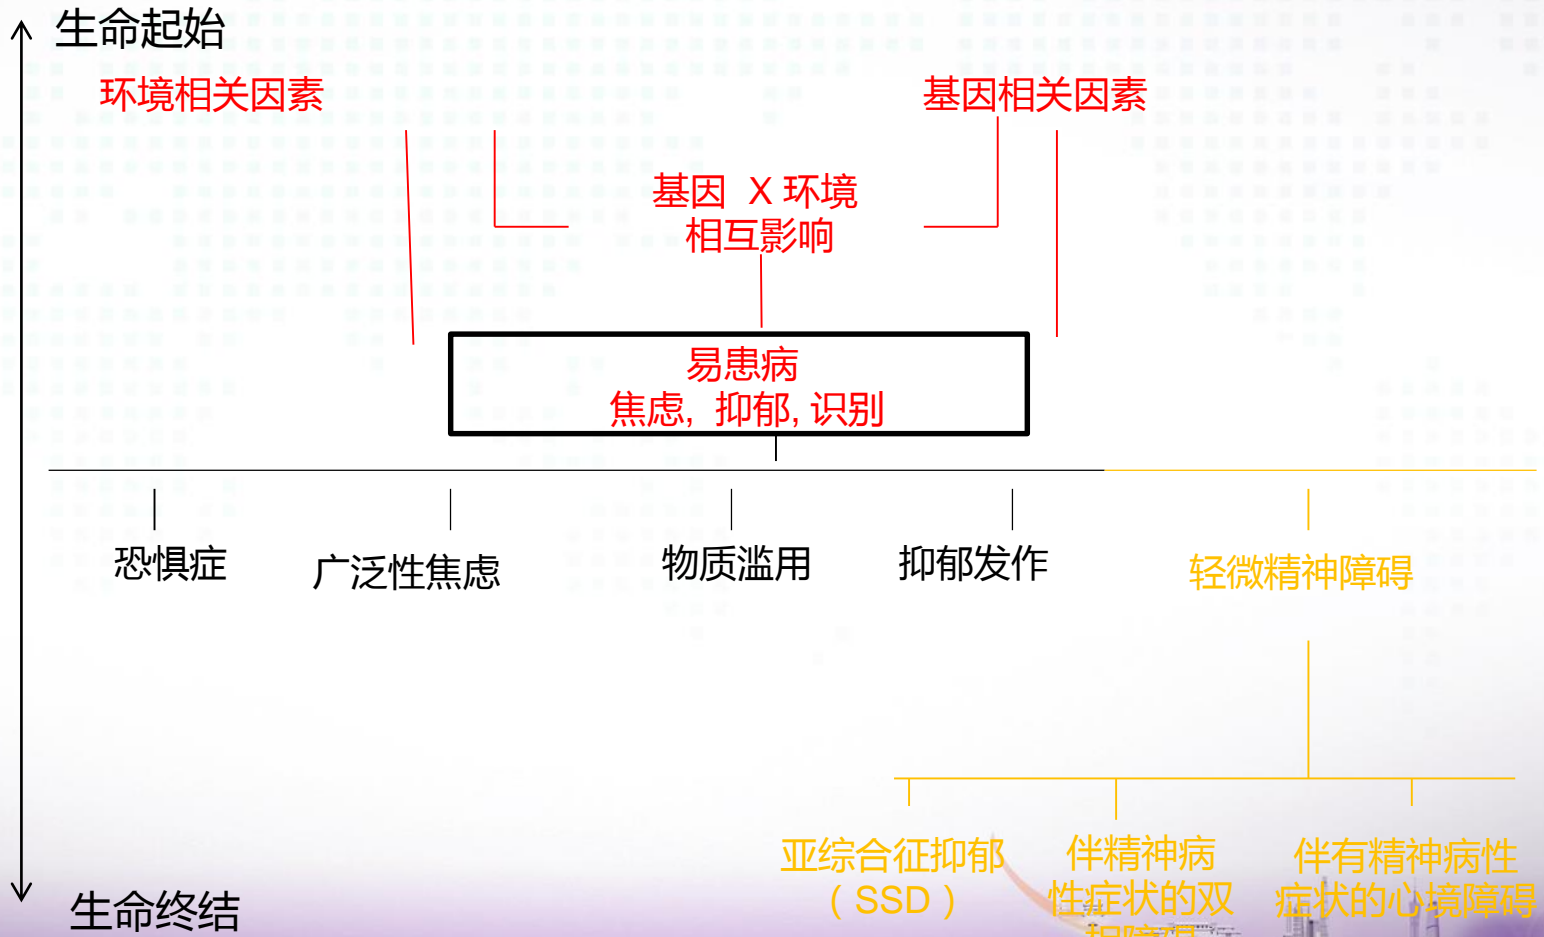 生命起始
环境相关因素
基因相关因素
基因 X 环境
相互影响
易患病
焦虑, 抑郁, 识别
恐惧症
广泛性焦虑
物质滥用
抑郁发作
轻微精神障碍
亚综合征抑郁
（SSD）
伴精神病
性症状的双
伴有精神病性
症状的心境障碍
生命终结